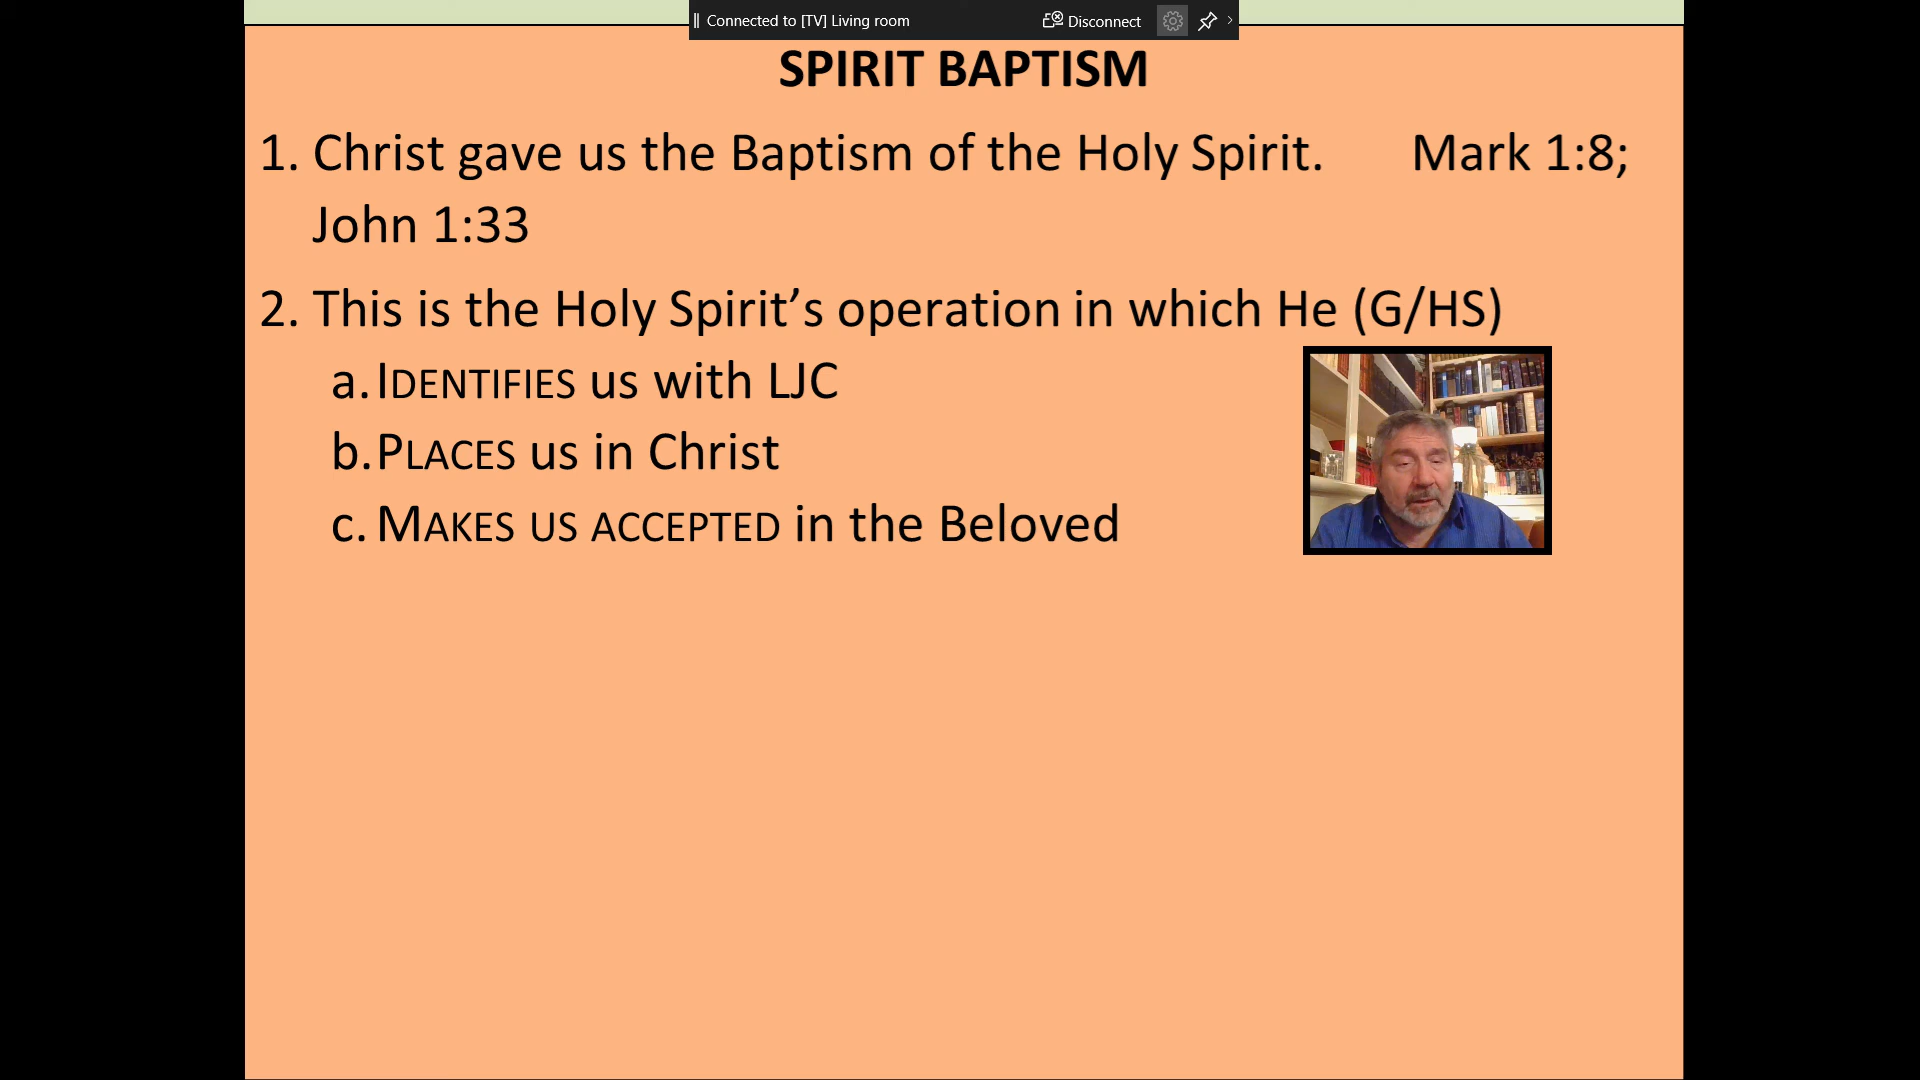 Connected to [TV] Living room Disconnect
SPIRIT BAPTISM
1. Christ gave us the Baptism of the Holy Spirit. Mark 1:8;
John 1:33
2. This is the Holy Spirit’s operation in which He (G/HS)
a. IDENTIFIES us with LJC
b. PLACES us in Christ
c. MAKES US ACCEPTED in the Beloved